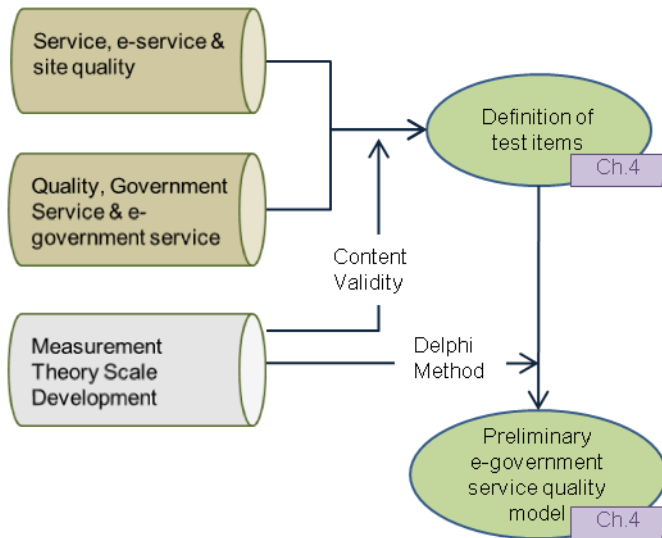 Service, e-service &
site quality
Definition of
test items
Ch.4
Quality, Government
Service & e-
government service
Content
Validity
Measurement
Theory Scale
Development
Delphi
Method
Preliminary
e-government
service quality
model
Ch.4